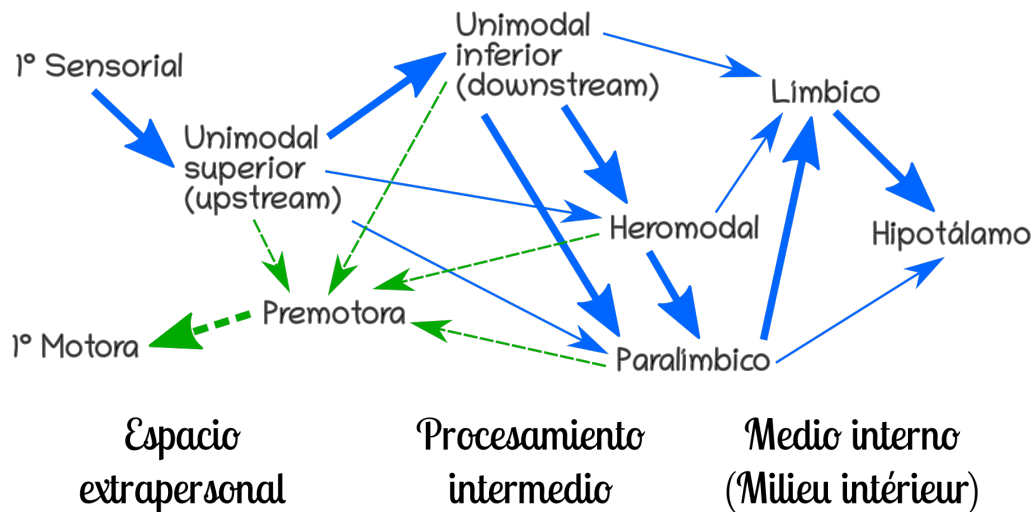 1° Sensorial
Unimodal
superior
(upstream)
Unimodal
inferior
(downstream)
Límbico
Heromodal
Hipotálamo
Premotora
1° Motora
Paralímbico
Espacio
extrapersonal
Procesamiento
intermedio
Medio interno
(Milieu intérieur)